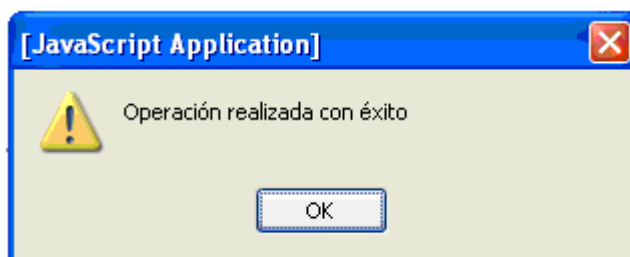 [JavaScript Application]
Operación realizada con éxito
OK